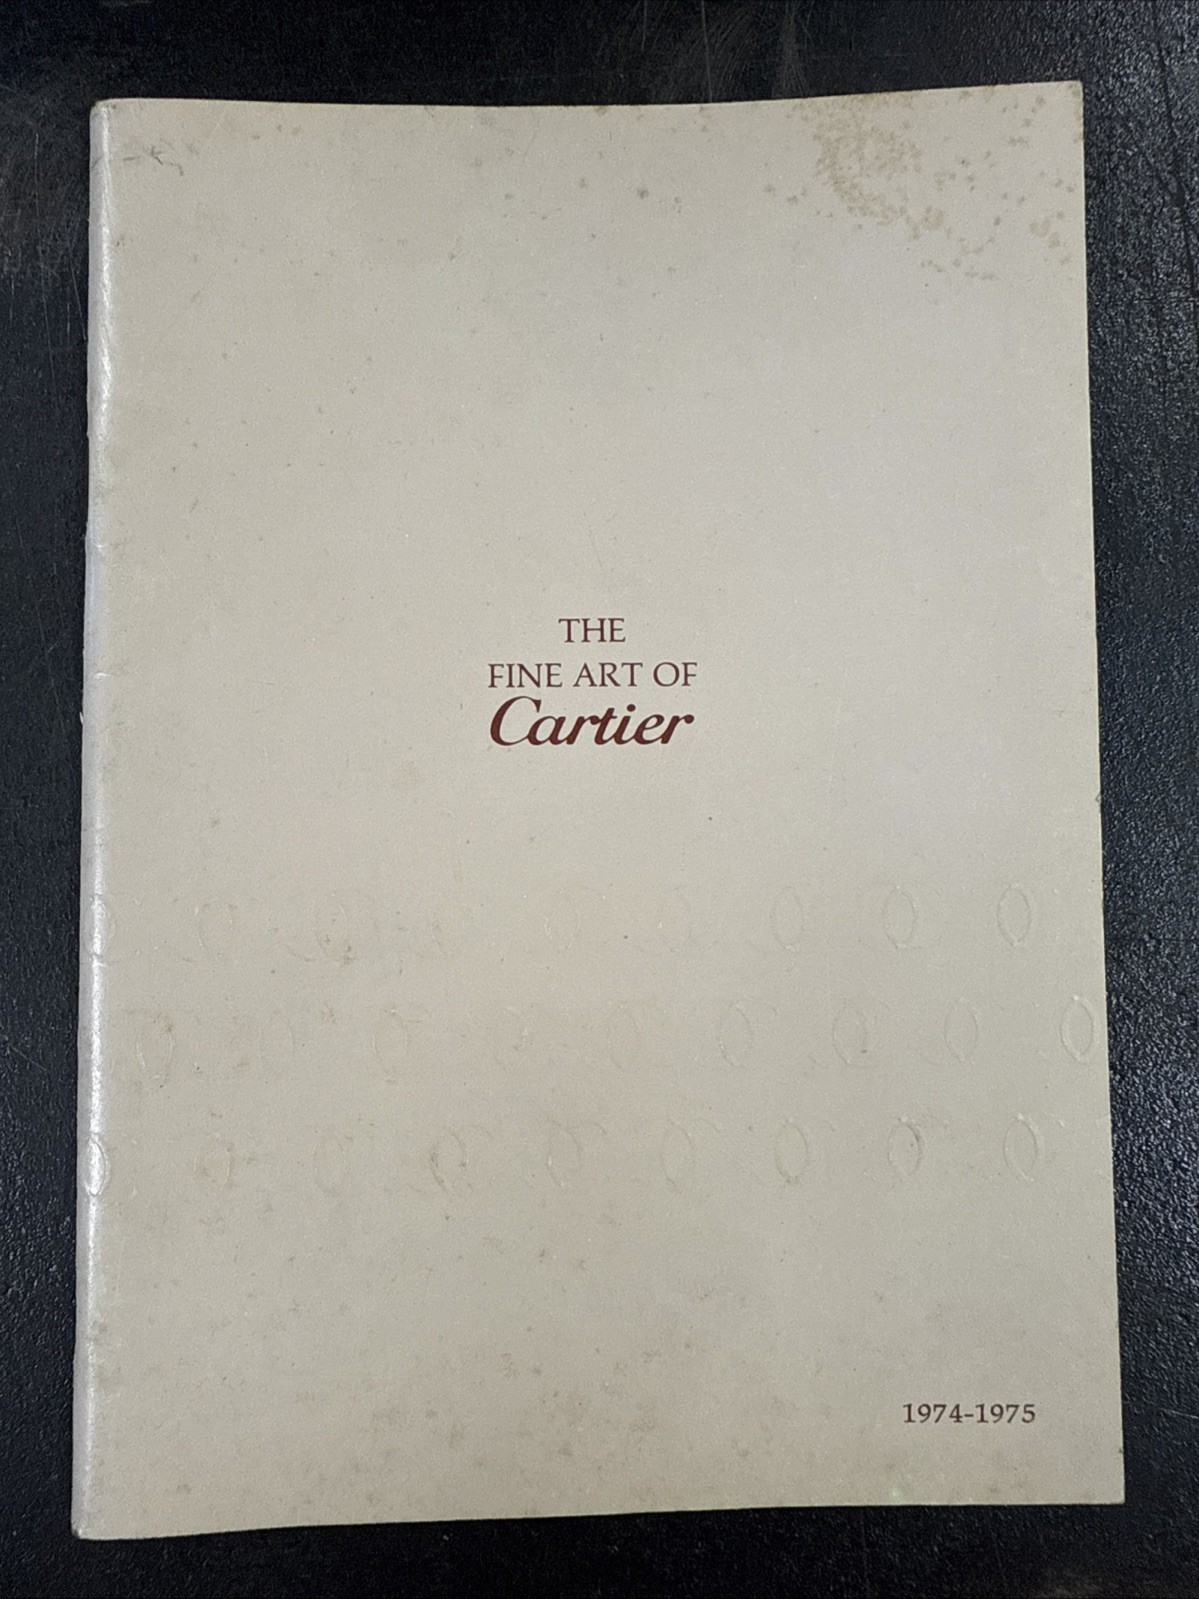 THE
FINE ART OF
Cartier
1974-1975